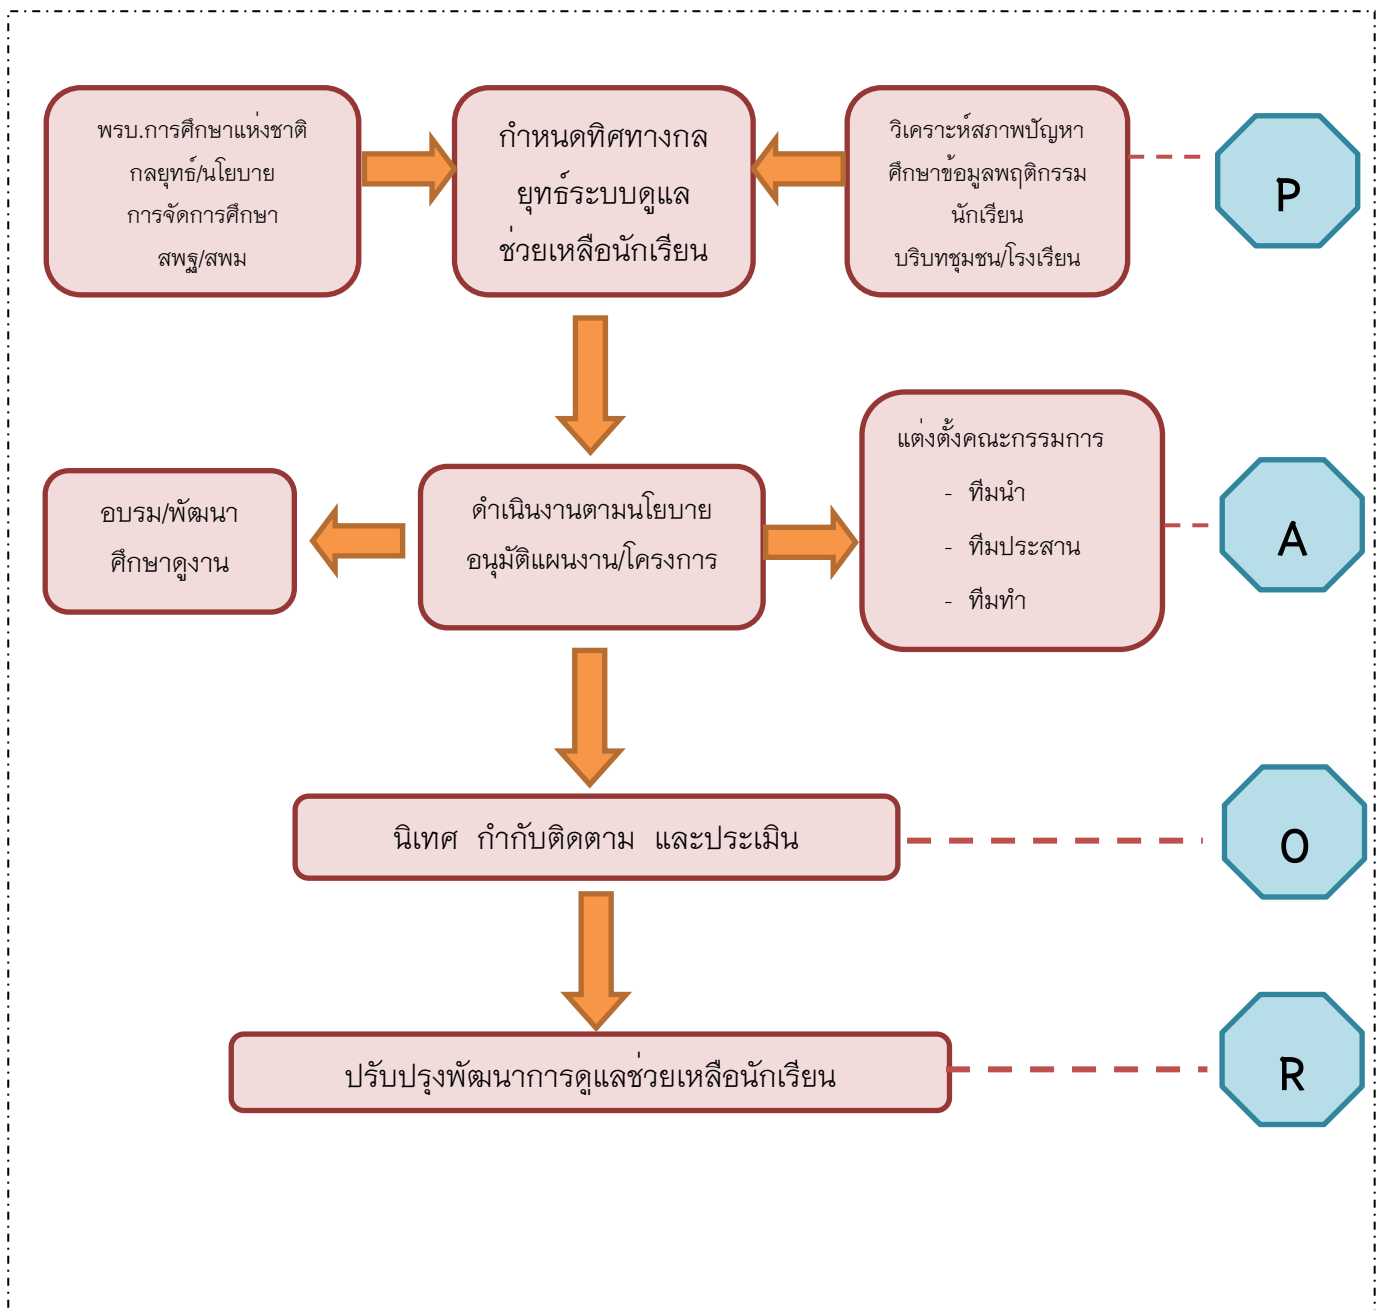 พรบ.การศึกษาแห่งชาติ
กลยุทธ์/นโยบาย
การจัดการศึกษา
สพฐ/สพม
กำหนดทิศทางกล
ยุทธ์ระบบดูแล
ช่วยเหลือนักเรียน
วิเคราะห์สภาพปัญหา
ศึกษาข้อมูลพฤติกรรม
นักเรียน
บริบทชุมชน/โรงเรียน
P
อบรม/พัฒนา
ศึกษาดูงาน
ดำเนินงานตามนโยบาย
อนุมัติแผนงาน/โครงการ
แต่งตั้งคณะกรรมการ
- ทีมนำ
- ทีมประสาน
- ทีมทำ
A
นิเทศ กำกับติดตาม และประเมิน
O
ปรับปรุงพัฒนาการดูแลช่วยเหลือนักเรียน
R